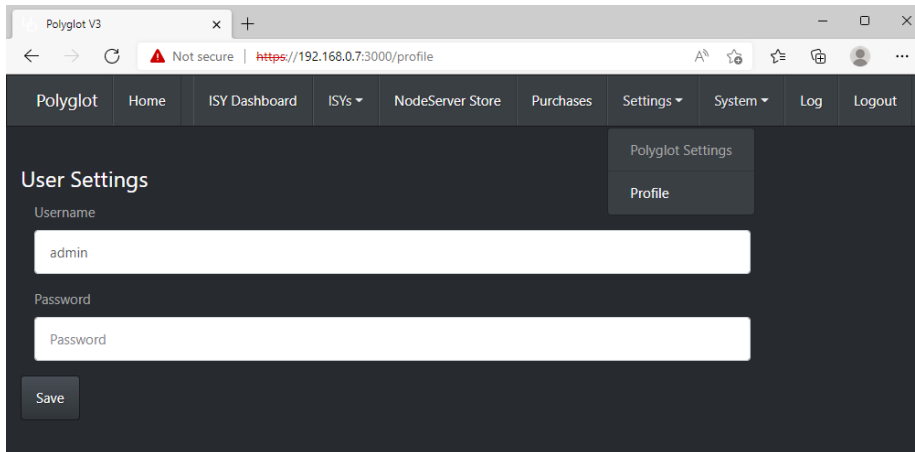 Polyglot V3
Not secure | https://192.168.0.7:3000/profile
Polyglot Home ISY Dashboard ISYs NodeServer Store Purchases Settings System Log Logout
Polyglot Settings
Profile
User Settings
Username
admin
Password
Password
Save